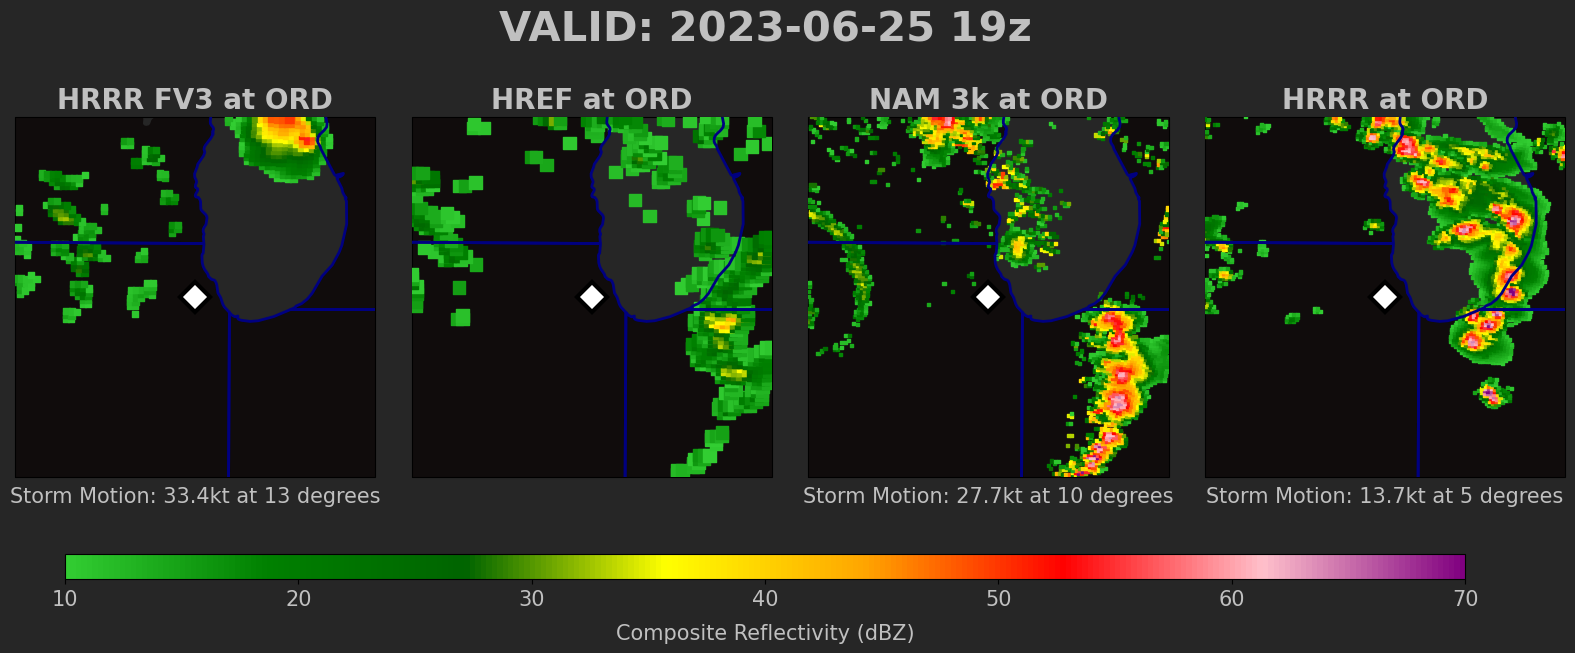 VALID: 2023-06-25 19z
HRRR FV3 at ORD
HREF at ORD
NAM 3k at ORD
HRRR at ORD
Storm Motion: 33.4kt at 13 degrees
Storm Motion: 27.7kt at 10 degrees
Storm Motion: 13.7kt at 5 degrees
10 20 30 40 50 60 70
Composite Reflectivity (dBZ)